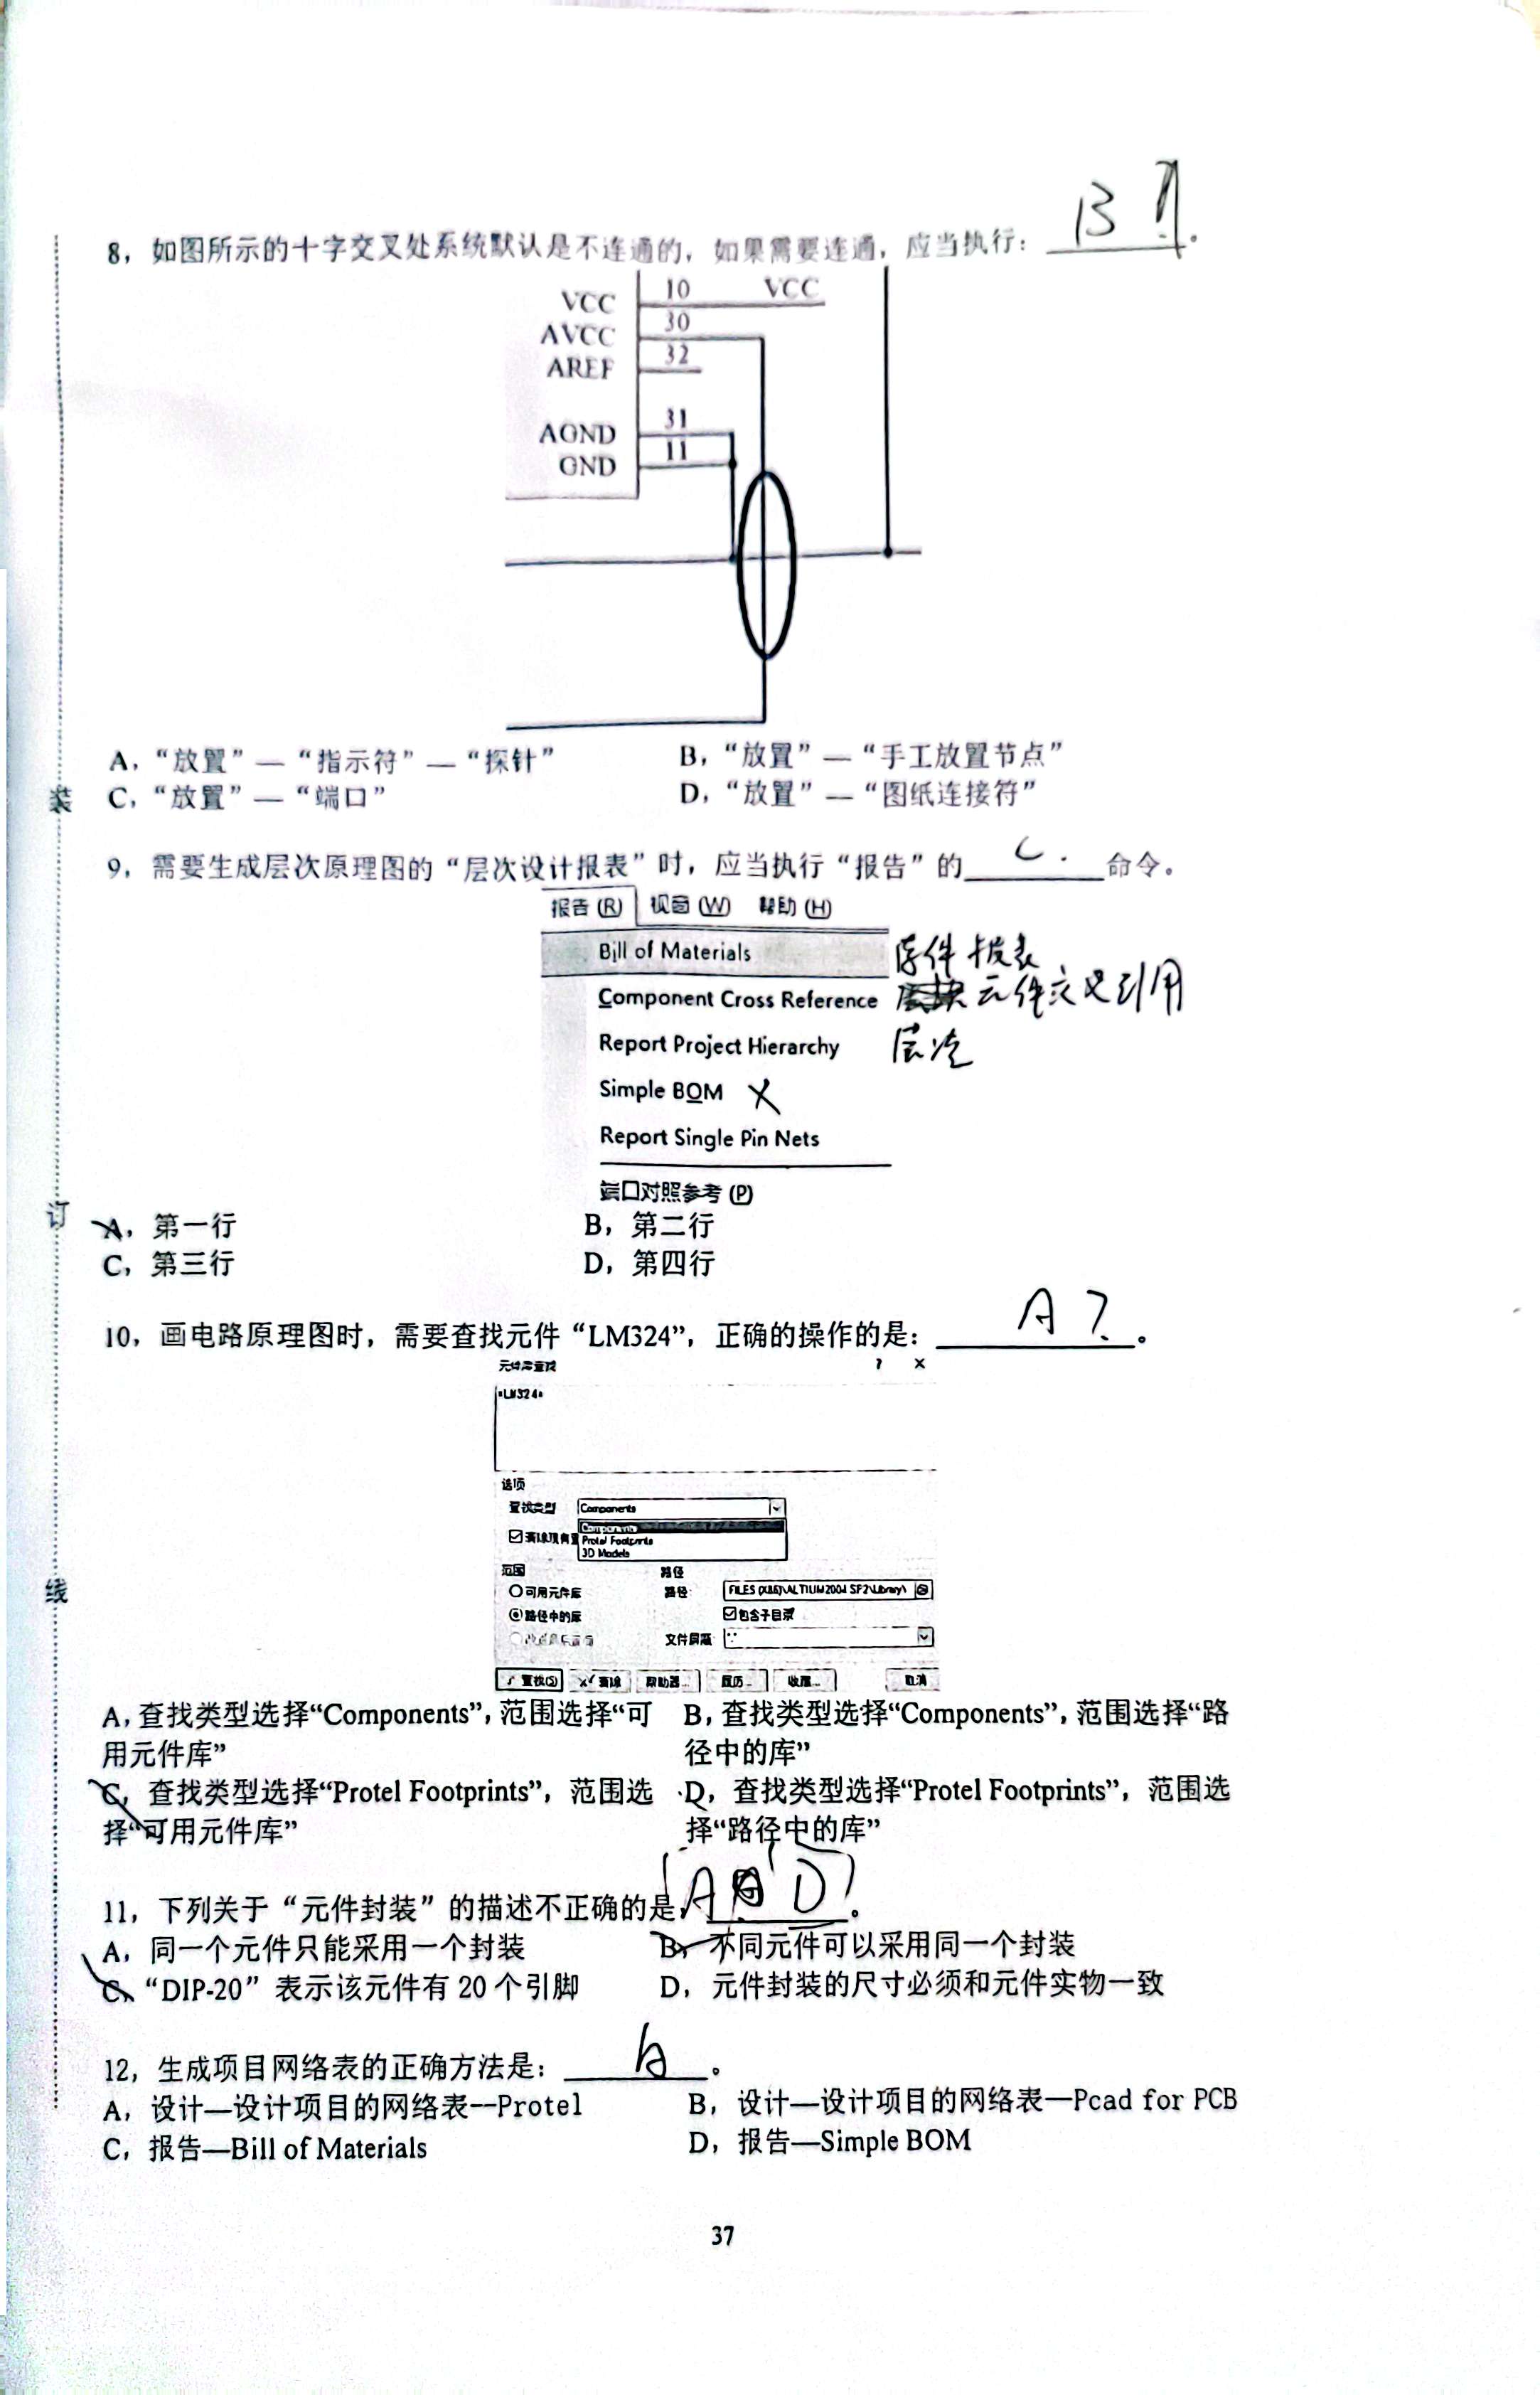 B
8，如图所示的十字交叉处系统默认是不连通的，如果需要连通，应当执行：________。
VCC 10 VCC
AVCC 30
AREF 32
AGND 31
GND 11
A，“放置”—“指示符”—“探针” B，“放置”—“手工放置节点”
C，“放置”—“端口” D，“放置”—“图纸连接符”
9，需要生成层次原理图的“层次设计报表”时，应当执行“报告”的 C. 命令。
报告(R) 视窗(W) 帮助(H)
Bill of Materials 报表
Component Cross Reference 元件交叉引用
Report Project Hierarchy 层次
Simple BOM X
Report Single Pin Nets
端口对照参考(P)
A，第一行 B，第二行
C，第三行 D，第四行
10，画电路原理图时，需要查找元件“LM324”，正确的操作的是： A ? 。
元件库查找 ? ×
*LM324*
选项
查找类型 Components
Components
Protel Footprints
3D Models
范围 路径
可用元件库 路径: FILES (X86)\ALTIUM2004 SP2\Library\
路径中的库 包含子目录
文件屏蔽 *.*
查找(S) 清除 帮助器... 履历... 收藏... 取消
A，查找类型选择“Components”，范围选择“可用元件库” B，查找类型选择“Components”，范围选择“路径中的库”
C，查找类型选择“Protel Footprints”，范围选择“可用元件库” D，查找类型选择“Protel Footprints”，范围选择“路径中的库”
11，下列关于“元件封装”的描述不正确的是， A D 。
A，同一个元件只能采用一个封装 B，不同元件可以采用同一个封装
C，“DIP-20”表示该元件有 20 个引脚 D，元件封装的尺寸必须和元件实物一致
12，生成项目网络表的正确方法是：________。
A，设计—设计项目的网络表--Protel B，设计—设计项目的网络表—Pcad for PCB
C，报告—Bill of Materials D，报告—Simple BOM
装
订
线
37